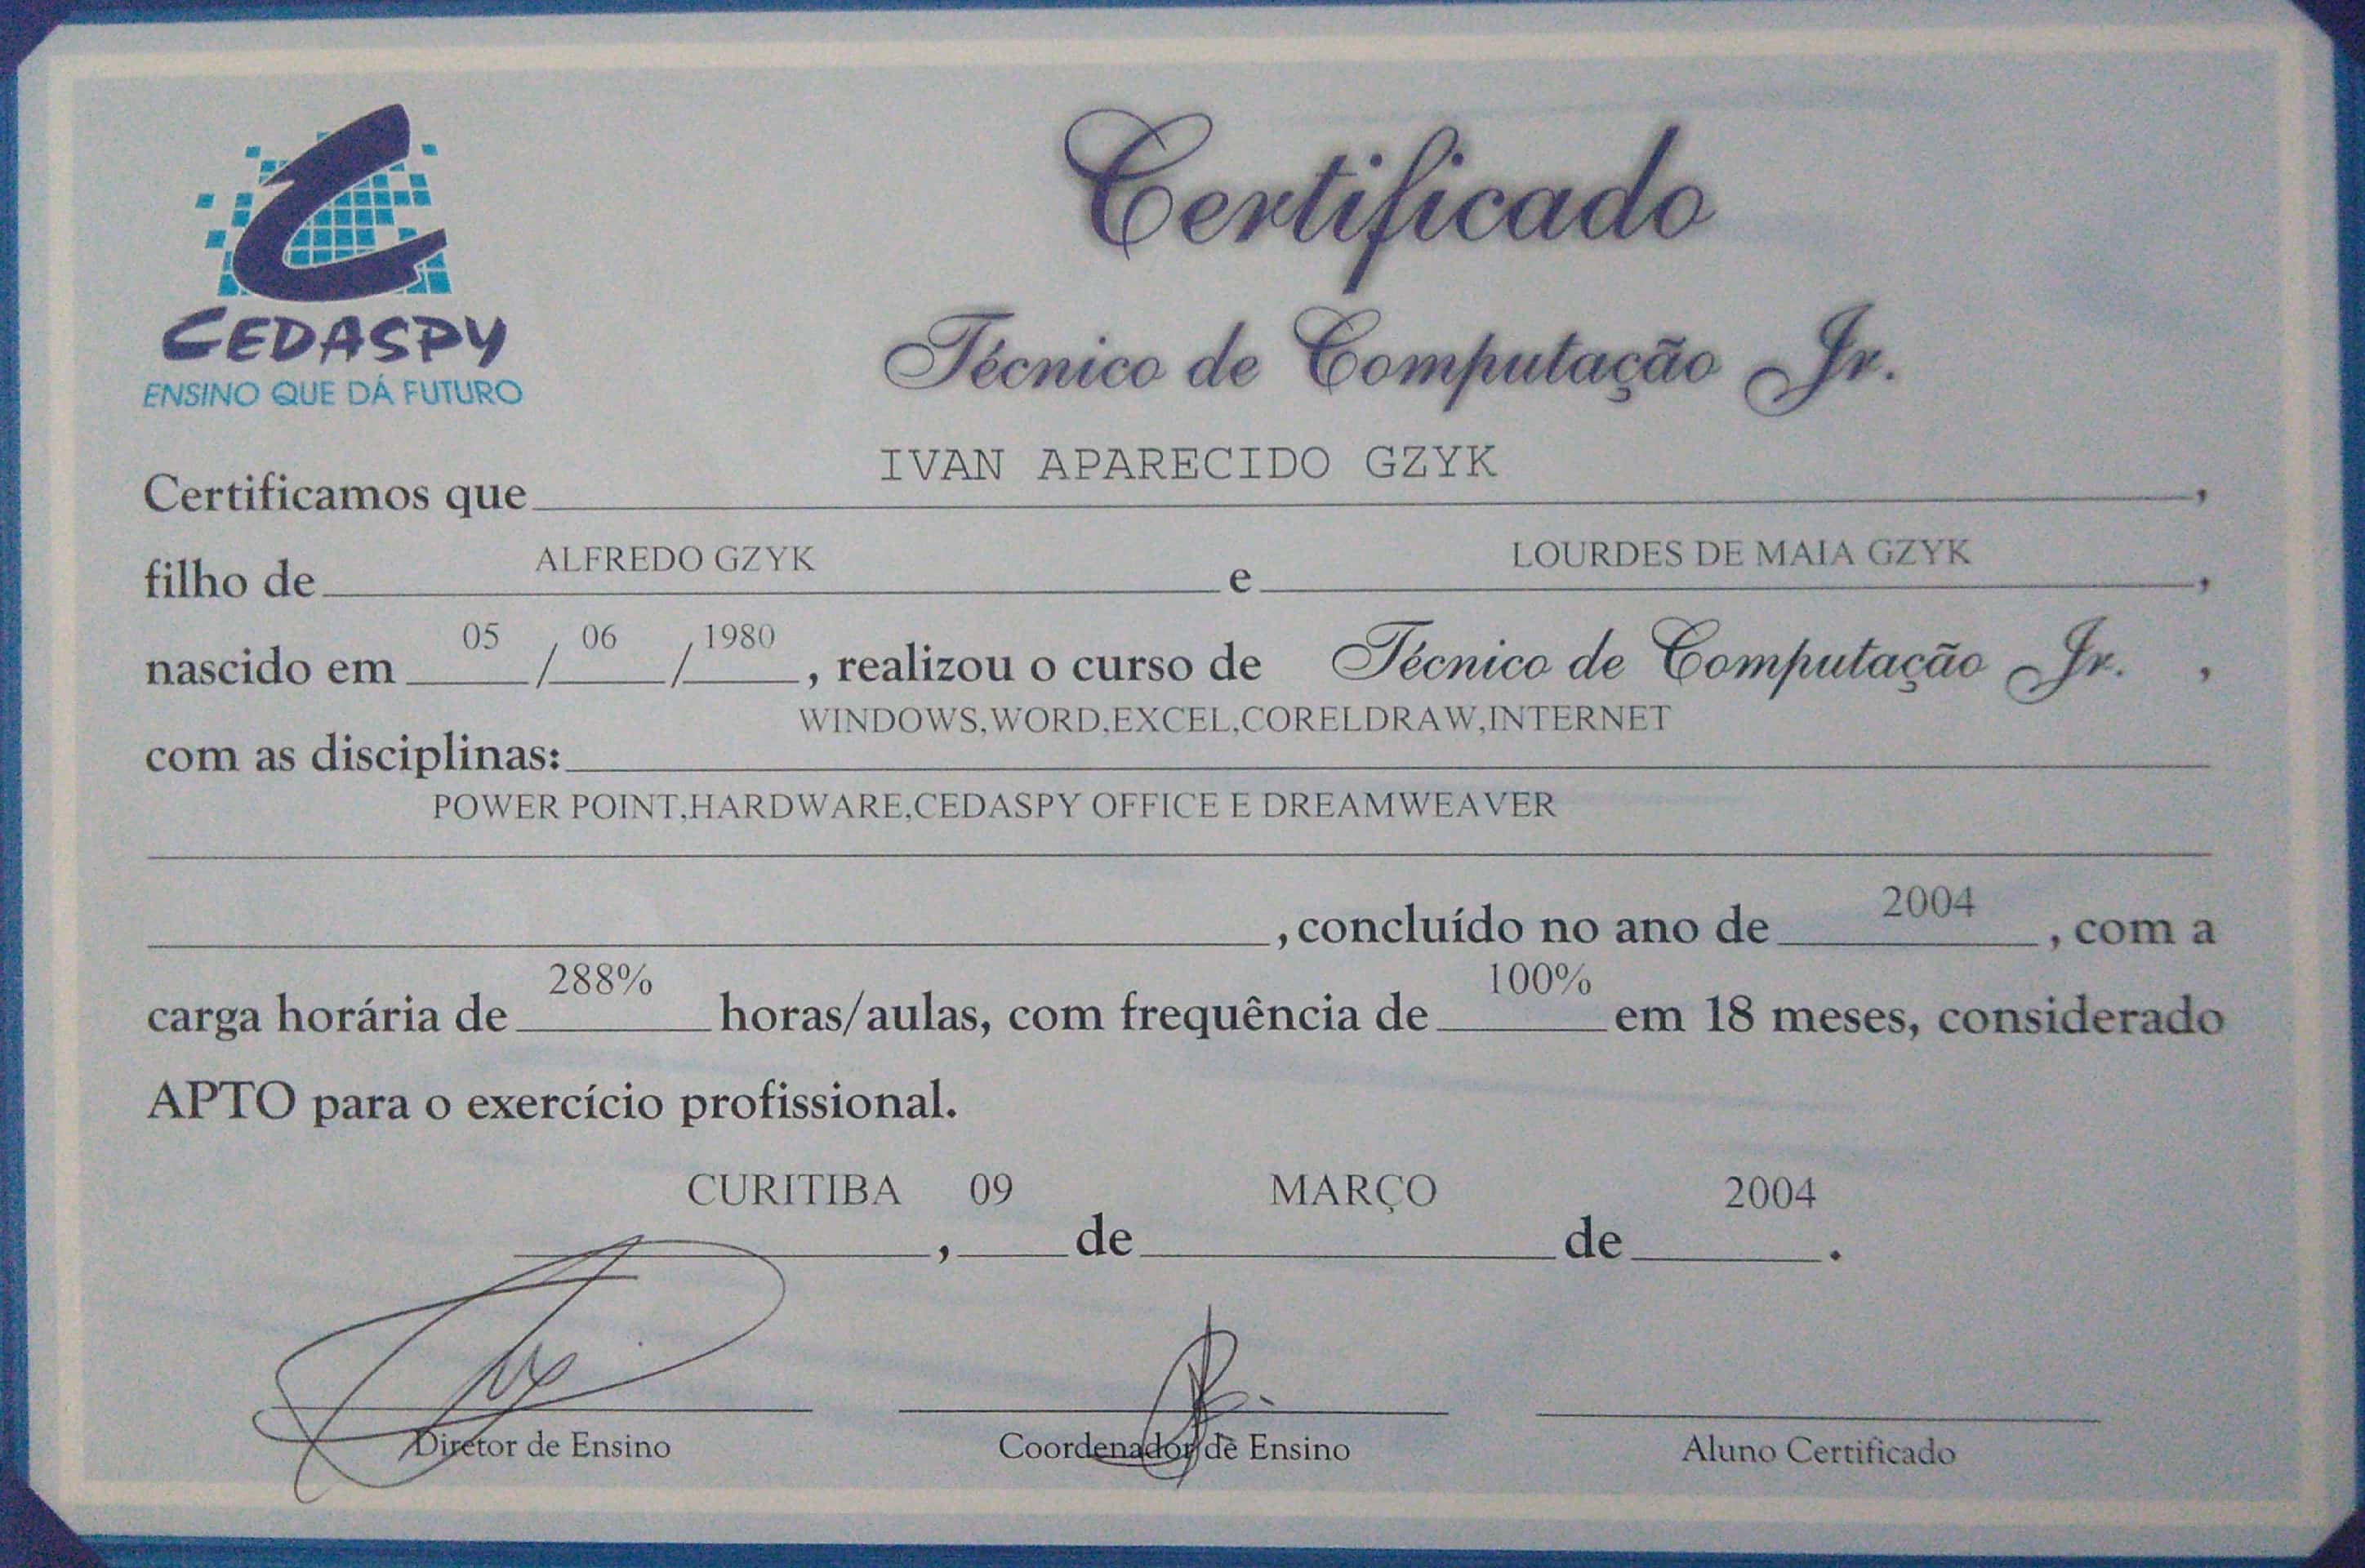 CEDASPY
ENSINO QUE DÁ FUTURO
Certificado
Técnico de Computação Jr.
Certificamos que IVAN APARECIDO GZYK ,
filho de ALFREDO GZYK e LOURDES DE MAIA GZYK ,
nascido em 05 / 06 / 1980 , realizou o curso de Técnico de Computação Jr. ,
com as disciplinas: WINDOWS,WORD,EXCEL,CORELDRAW,INTERNET
POWER POINT,HARDWARE,CEDASPY OFFICE E DREAMWEAVER
, concluído no ano de 2004 , com a
carga horária de 288% horas/aulas, com frequência de 100% em 18 meses, considerado
APTO para o exercício profissional.
CURITIBA , 09 de MARÇO de 2004 .
Diretor de Ensino Coordenador de Ensino Aluno Certificado